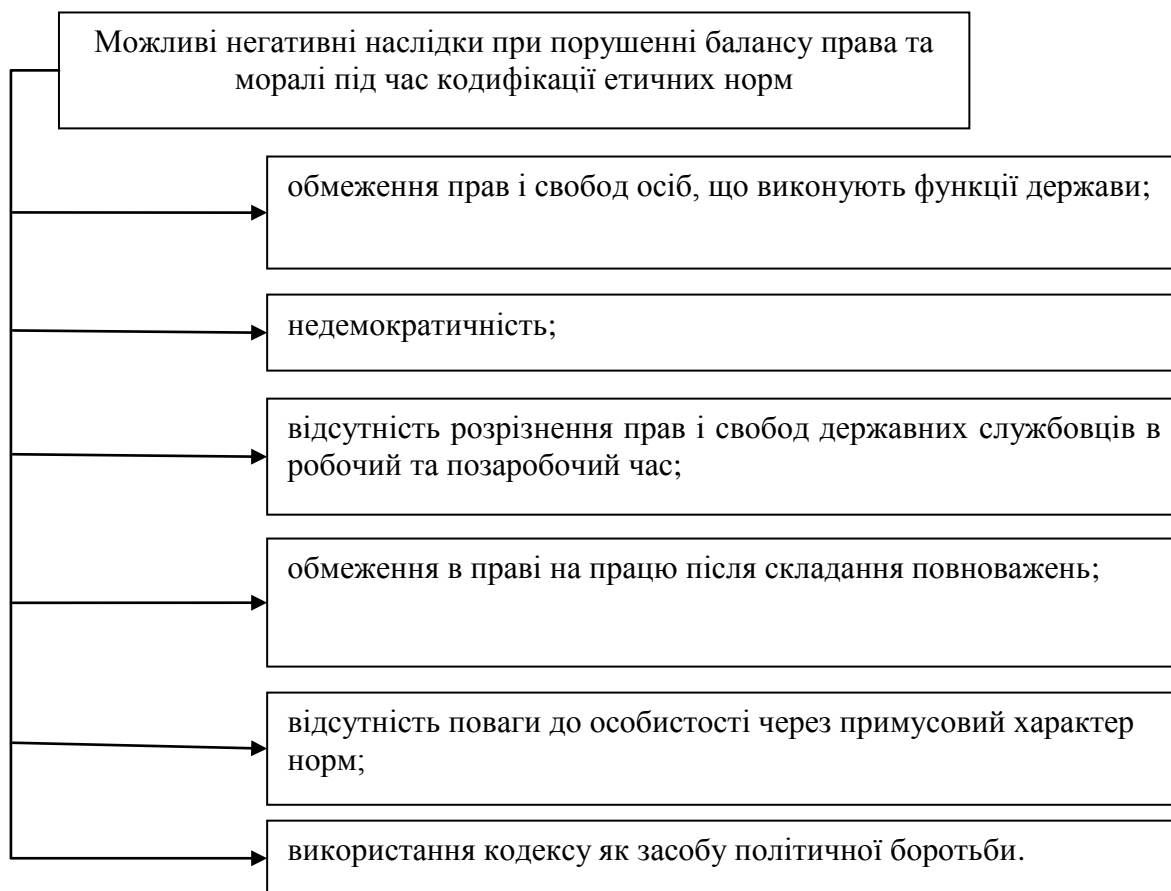 Можливі негативні наслідки при порушенні балансу права та
моралі під час кодифікації етичних норм
обмеження прав і свобод осіб, що виконують функції держави;
недемократичність;
відсутність розрізнення прав і свобод державних службовців в
робочий та позаробочий час;
обмеження в праві на працю після складання повноважень;
відсутність поваги до особистості через примусовий характер
норм;
використання кодексу як засобу політичної боротьби.